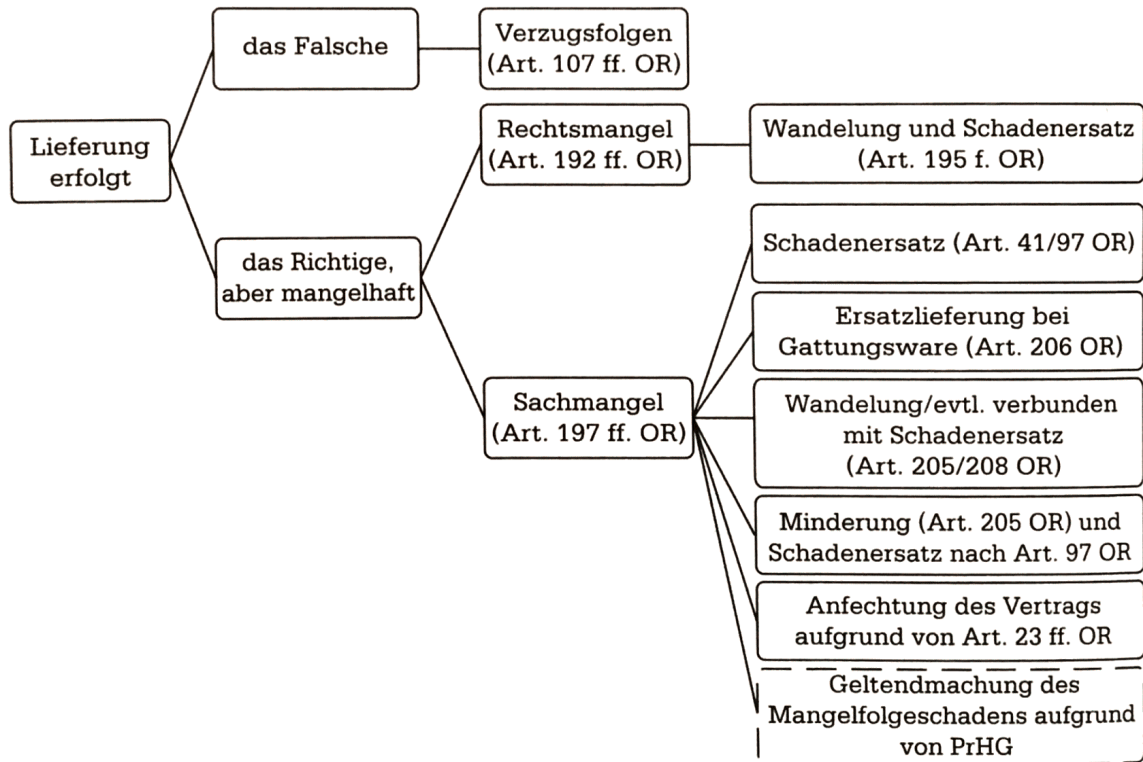 Lieferung
erfolgt
das Falsche
Verzugsfolgen
(Art. 107 ff. OR)
das Richtige,
aber mangelhaft
Rechtsmangel
(Art. 192 ff. OR)
Wandelung und Schadenersatz
(Art. 195 f. OR)
Sachmangel
(Art. 197 ff. OR)
Schadenersatz (Art. 41/97 OR)
Ersatzlieferung bei
Gattungsware (Art. 206 OR)
Wandelung/evtl. verbunden
mit Schadenersatz
(Art. 205/208 OR)
Minderung (Art. 205 OR) und
Schadenersatz nach Art. 97 OR
Anfechtung des Vertrags
aufgrund von Art. 23 ff. OR
Geltendmachung des
Mangelfolgeschadens aufgrund
von PrHG